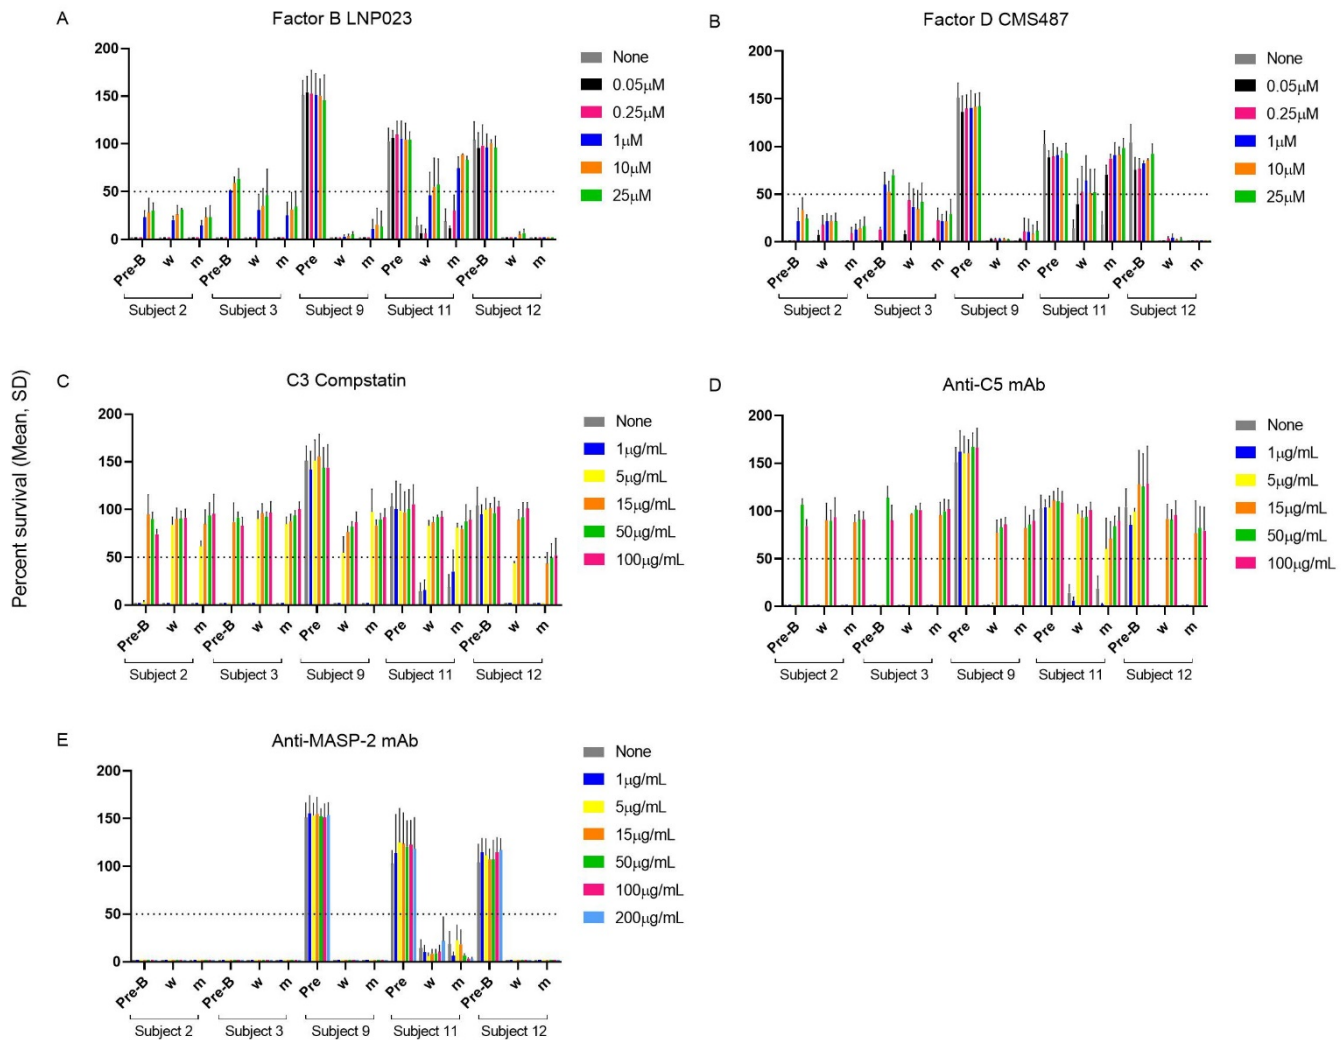 A
Factor B LNP023
200
150
100
50
0
Pre-B w m Pre-B w m Pre w m Pre w m Pre-B w m
Subject 2 Subject 3 Subject 9 Subject 11 Subject 12
None
0.05µM
0.25µM
1µM
10µM
25µM
B
Factor D CMS487
200
150
100
50
0
Pre-B w m Pre-B w m Pre w m Pre w m Pre-B w m
Subject 2 Subject 3 Subject 9 Subject 11 Subject 12
None
0.05µM
0.25µM
1µM
10µM
25µM
Percent survival (Mean, SD)
C
C3 Compstatin
200
150
100
50
0
Pre-B w m Pre-B w m Pre w m Pre w m Pre-B w m
Subject 2 Subject 3 Subject 9 Subject 11 Subject 12
None
1µg/mL
5µg/mL
15µg/mL
50µg/mL
100µg/mL
D
Anti-C5 mAb
200
150
100
50
0
Pre-B w m Pre-B w m Pre w m Pre w m Pre-B w m
Subject 2 Subject 3 Subject 9 Subject 11 Subject 12
None
1µg/mL
5µg/mL
15µg/mL
50µg/mL
100µg/mL
E
Anti-MASP-2 mAb
200
150
100
50
0
Pre-B w m Pre-B w m Pre w m Pre w m Pre-B w m
Subject 2 Subject 3 Subject 9 Subject 11 Subject 12
None
1µg/mL
5µg/mL
15µg/mL
50µg/mL
100µg/mL
200µg/mL